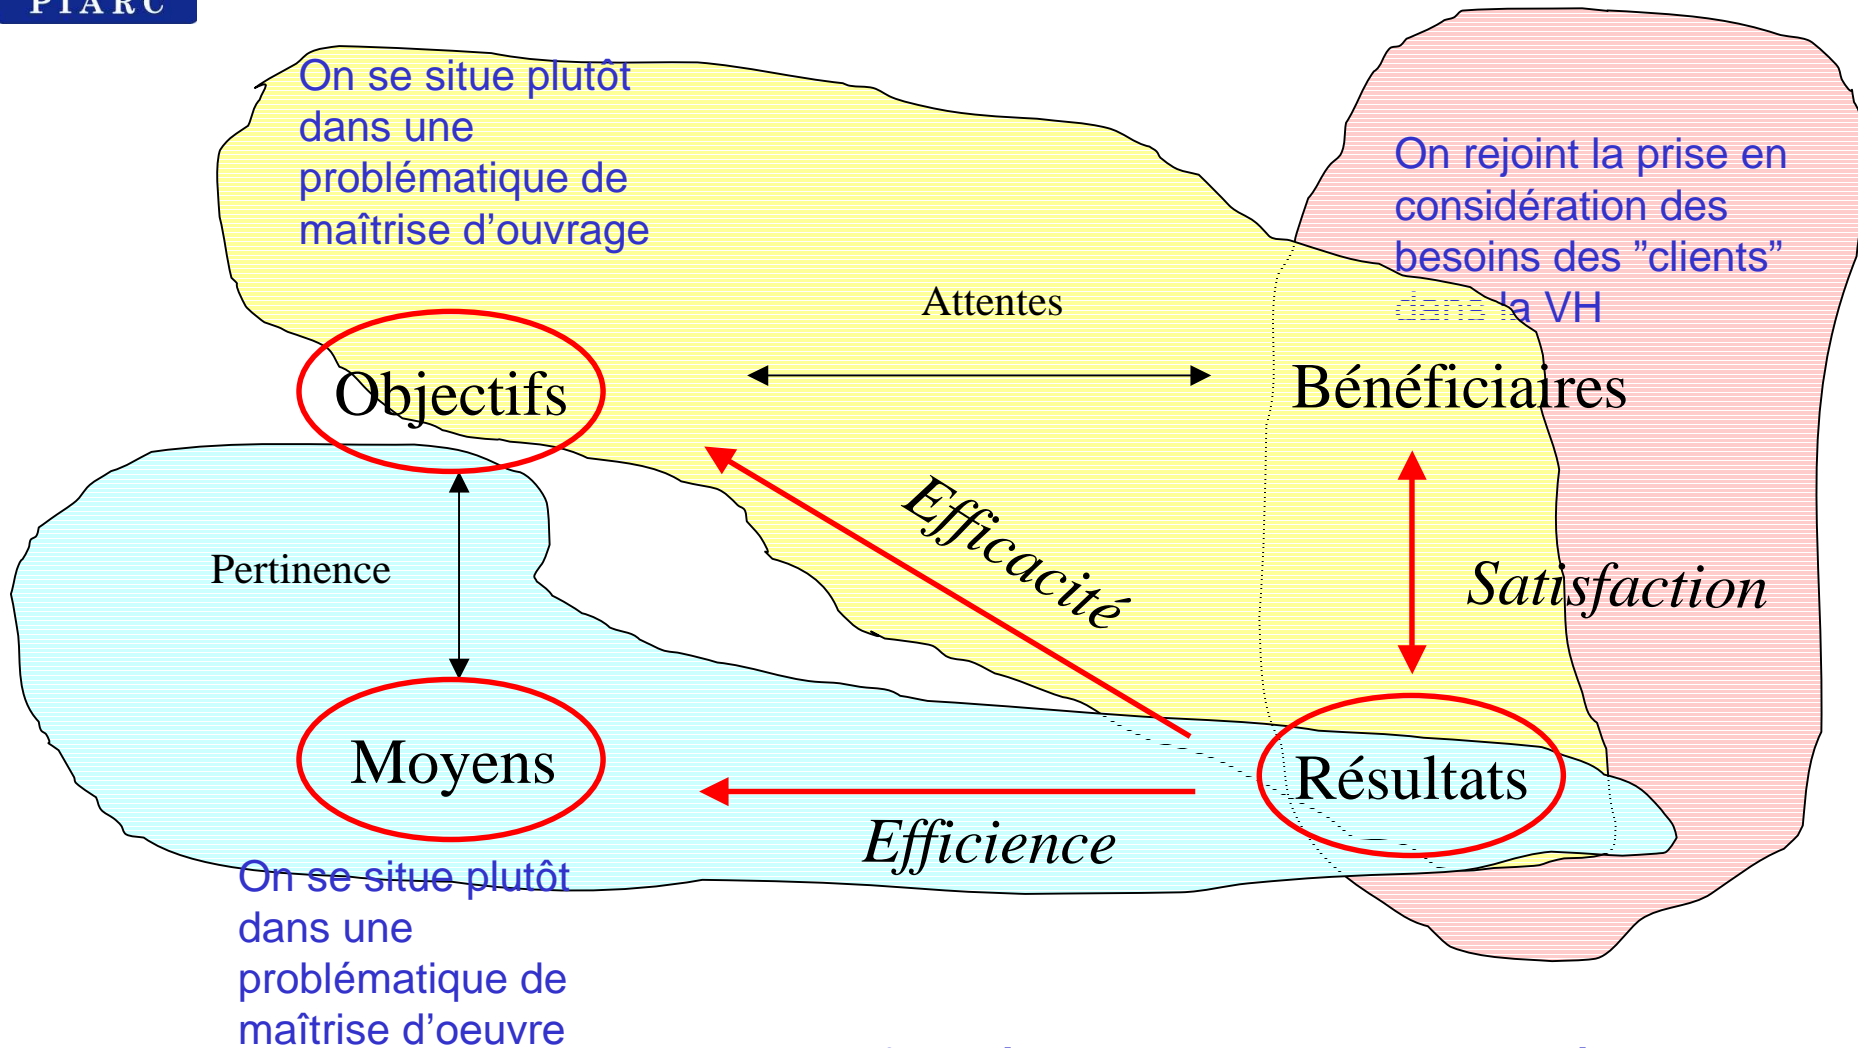 PIARC
On se situe plutôt
dans une
problématique de
maîtrise d'ouvrage
On rejoint la prise en
considération des
besoins des ”clients”
dans la VH
Attentes
Objectifs
Bénéficiaires
Efficacité
Pertinence
Satisfaction
Moyens
Résultats
Efficience
On se situe plutôt
dans une
problématique de
maîtrise d'oeuvre